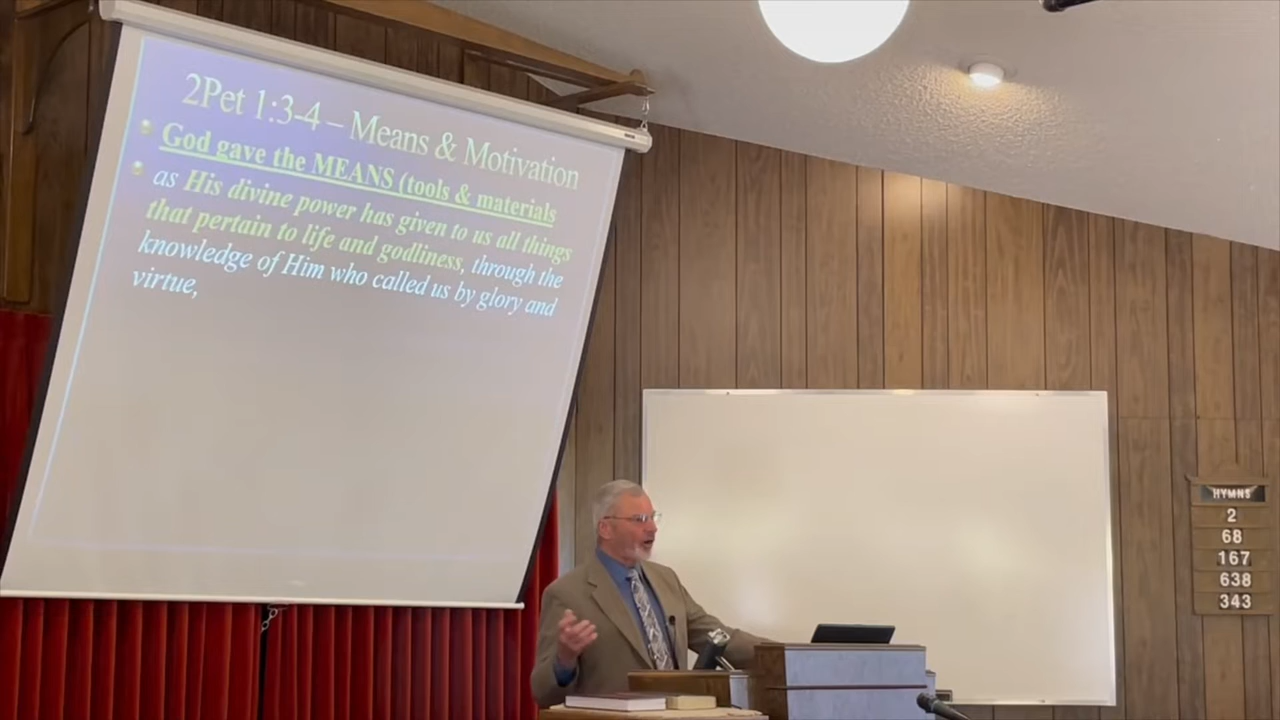 2Pet 1:3-4 – Means & Motivation
God gave the MEANS (tools & materials
as His divine power has given to us all things
that pertain to life and godliness, through the
knowledge of Him who called us by glory and
virtue,
HYMNS
2
68
167
638
343